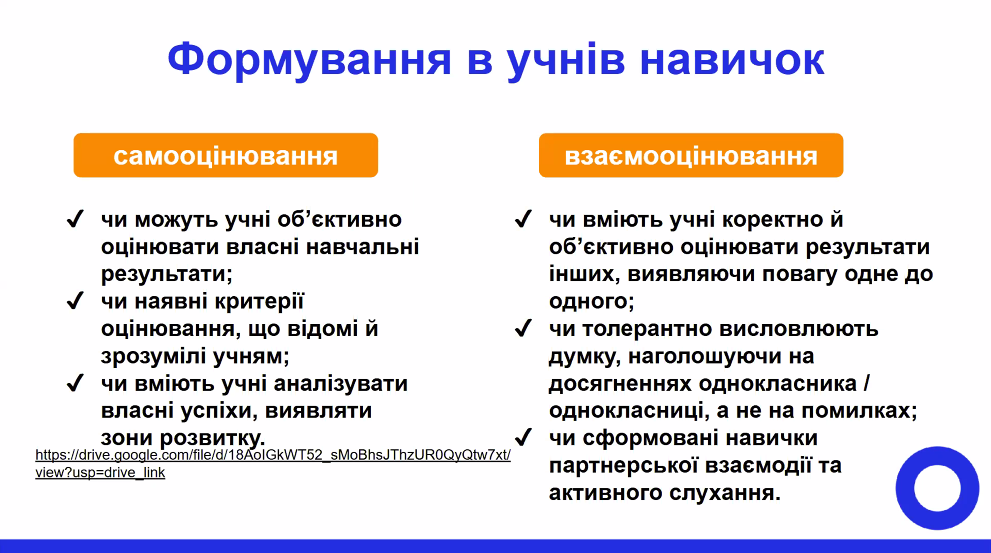 Формування в учнів навичок
самооцінювання
✔ чи можуть учні об’єктивно
оцінювати власні навчальні
результати;
✔ чи наявні критерії
оцінювання, що відомі й
зрозумілі учням;
✔ чи вміють учні аналізувати
власні успіхи, виявляти
зони розвитку.
https://drive.google.com/file/d/18AoIGkWT52_sMoBhsJThzUR0QyQtw7xt/
view?usp=drive_link
взаємооцінювання
✔ чи вміють учні коректно й
об’єктивно оцінювати результати
інших, виявляючи повагу одне до
одного;
✔ чи толерантно висловлюють
думку, наголошуючи на
досягненнях однокласника /
однокласниці, а не на помилках;
✔ чи сформовані навички
партнерської взаємодії та
активного слухання.